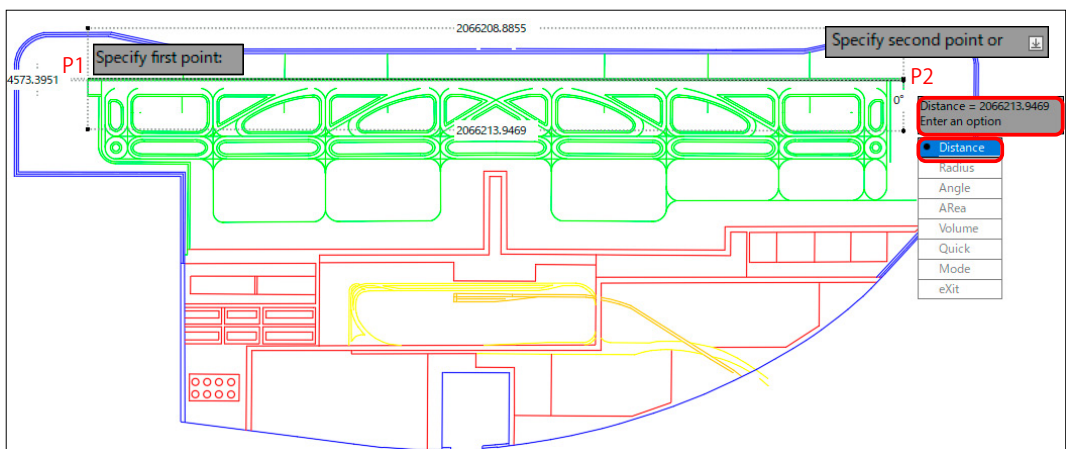 2066208.8855
Specify first point:
Specify second point or
P1
P2
4573.3951
0°
Distance = 2066213.9469
Enter an option
2066213.9469
Distance
Radius
Angle
ARea
Volume
Quick
Mode
eXit